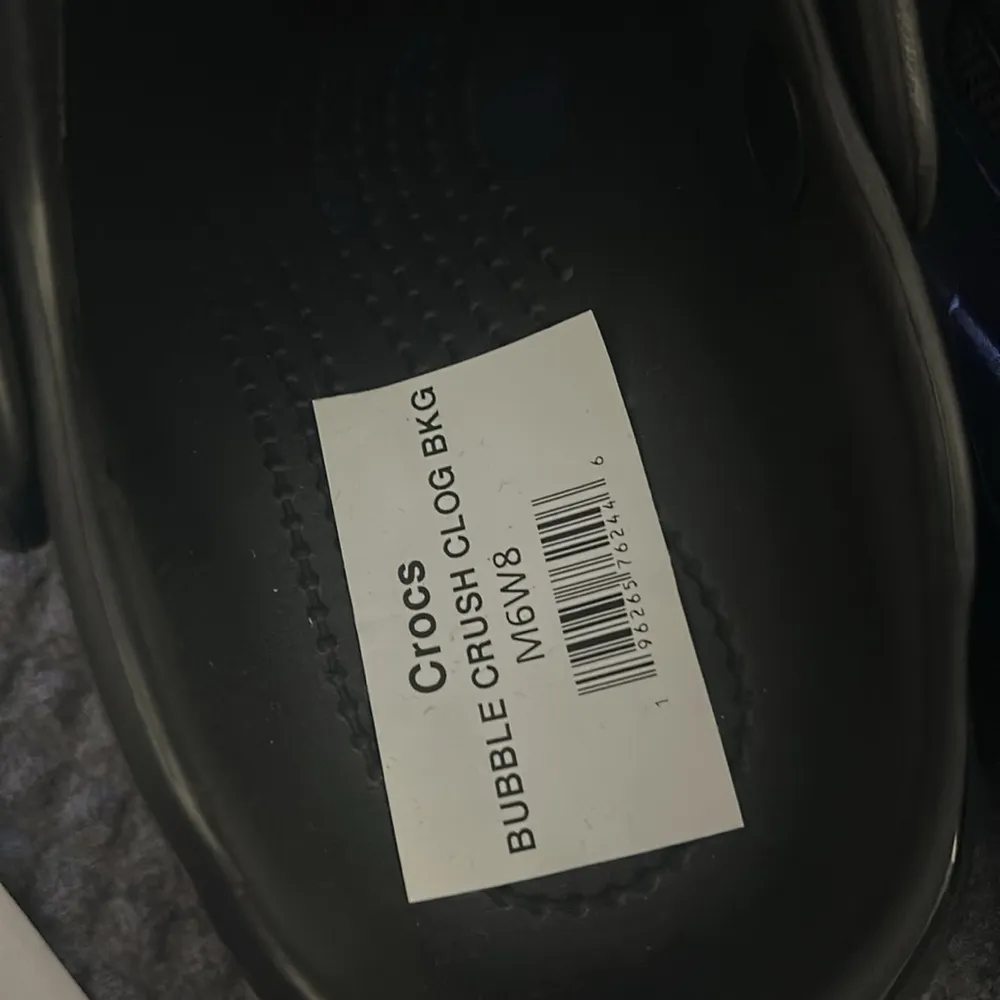 Crocs
BUBBLE CRUSH CLOG BKG
M6W8
1 96265 76244 6